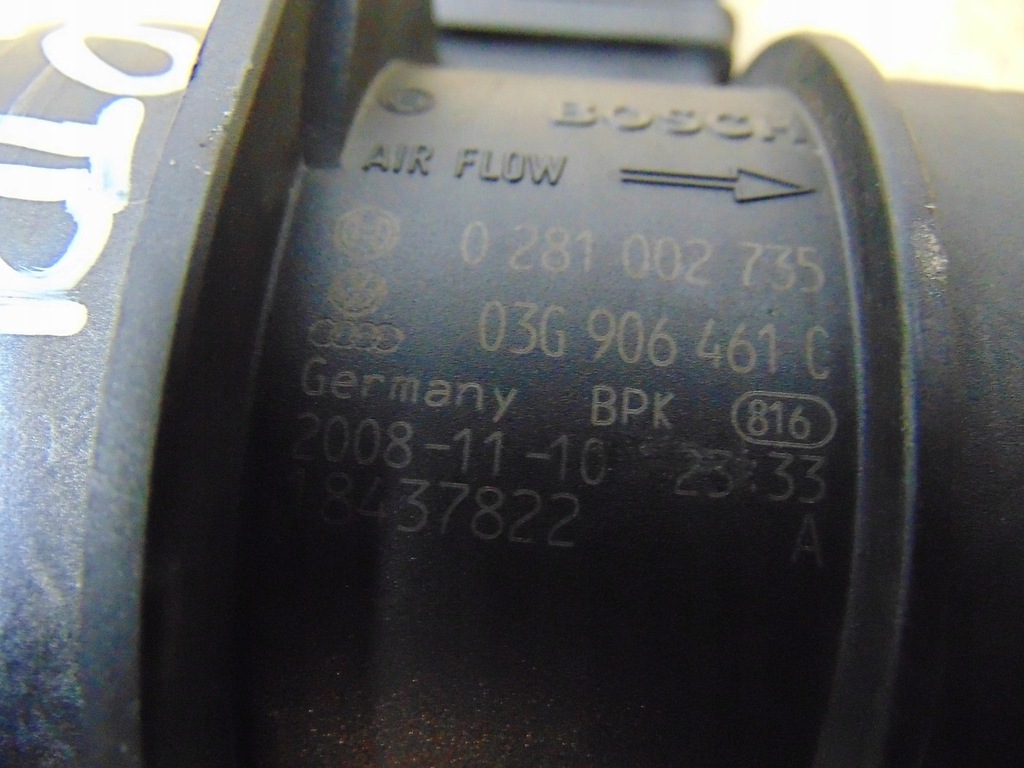 BOSCH
AIR FLOW
0 281 002 735
03G 906 461 C
Germany BPK 816
2008-11-10 23:33
18437822 A